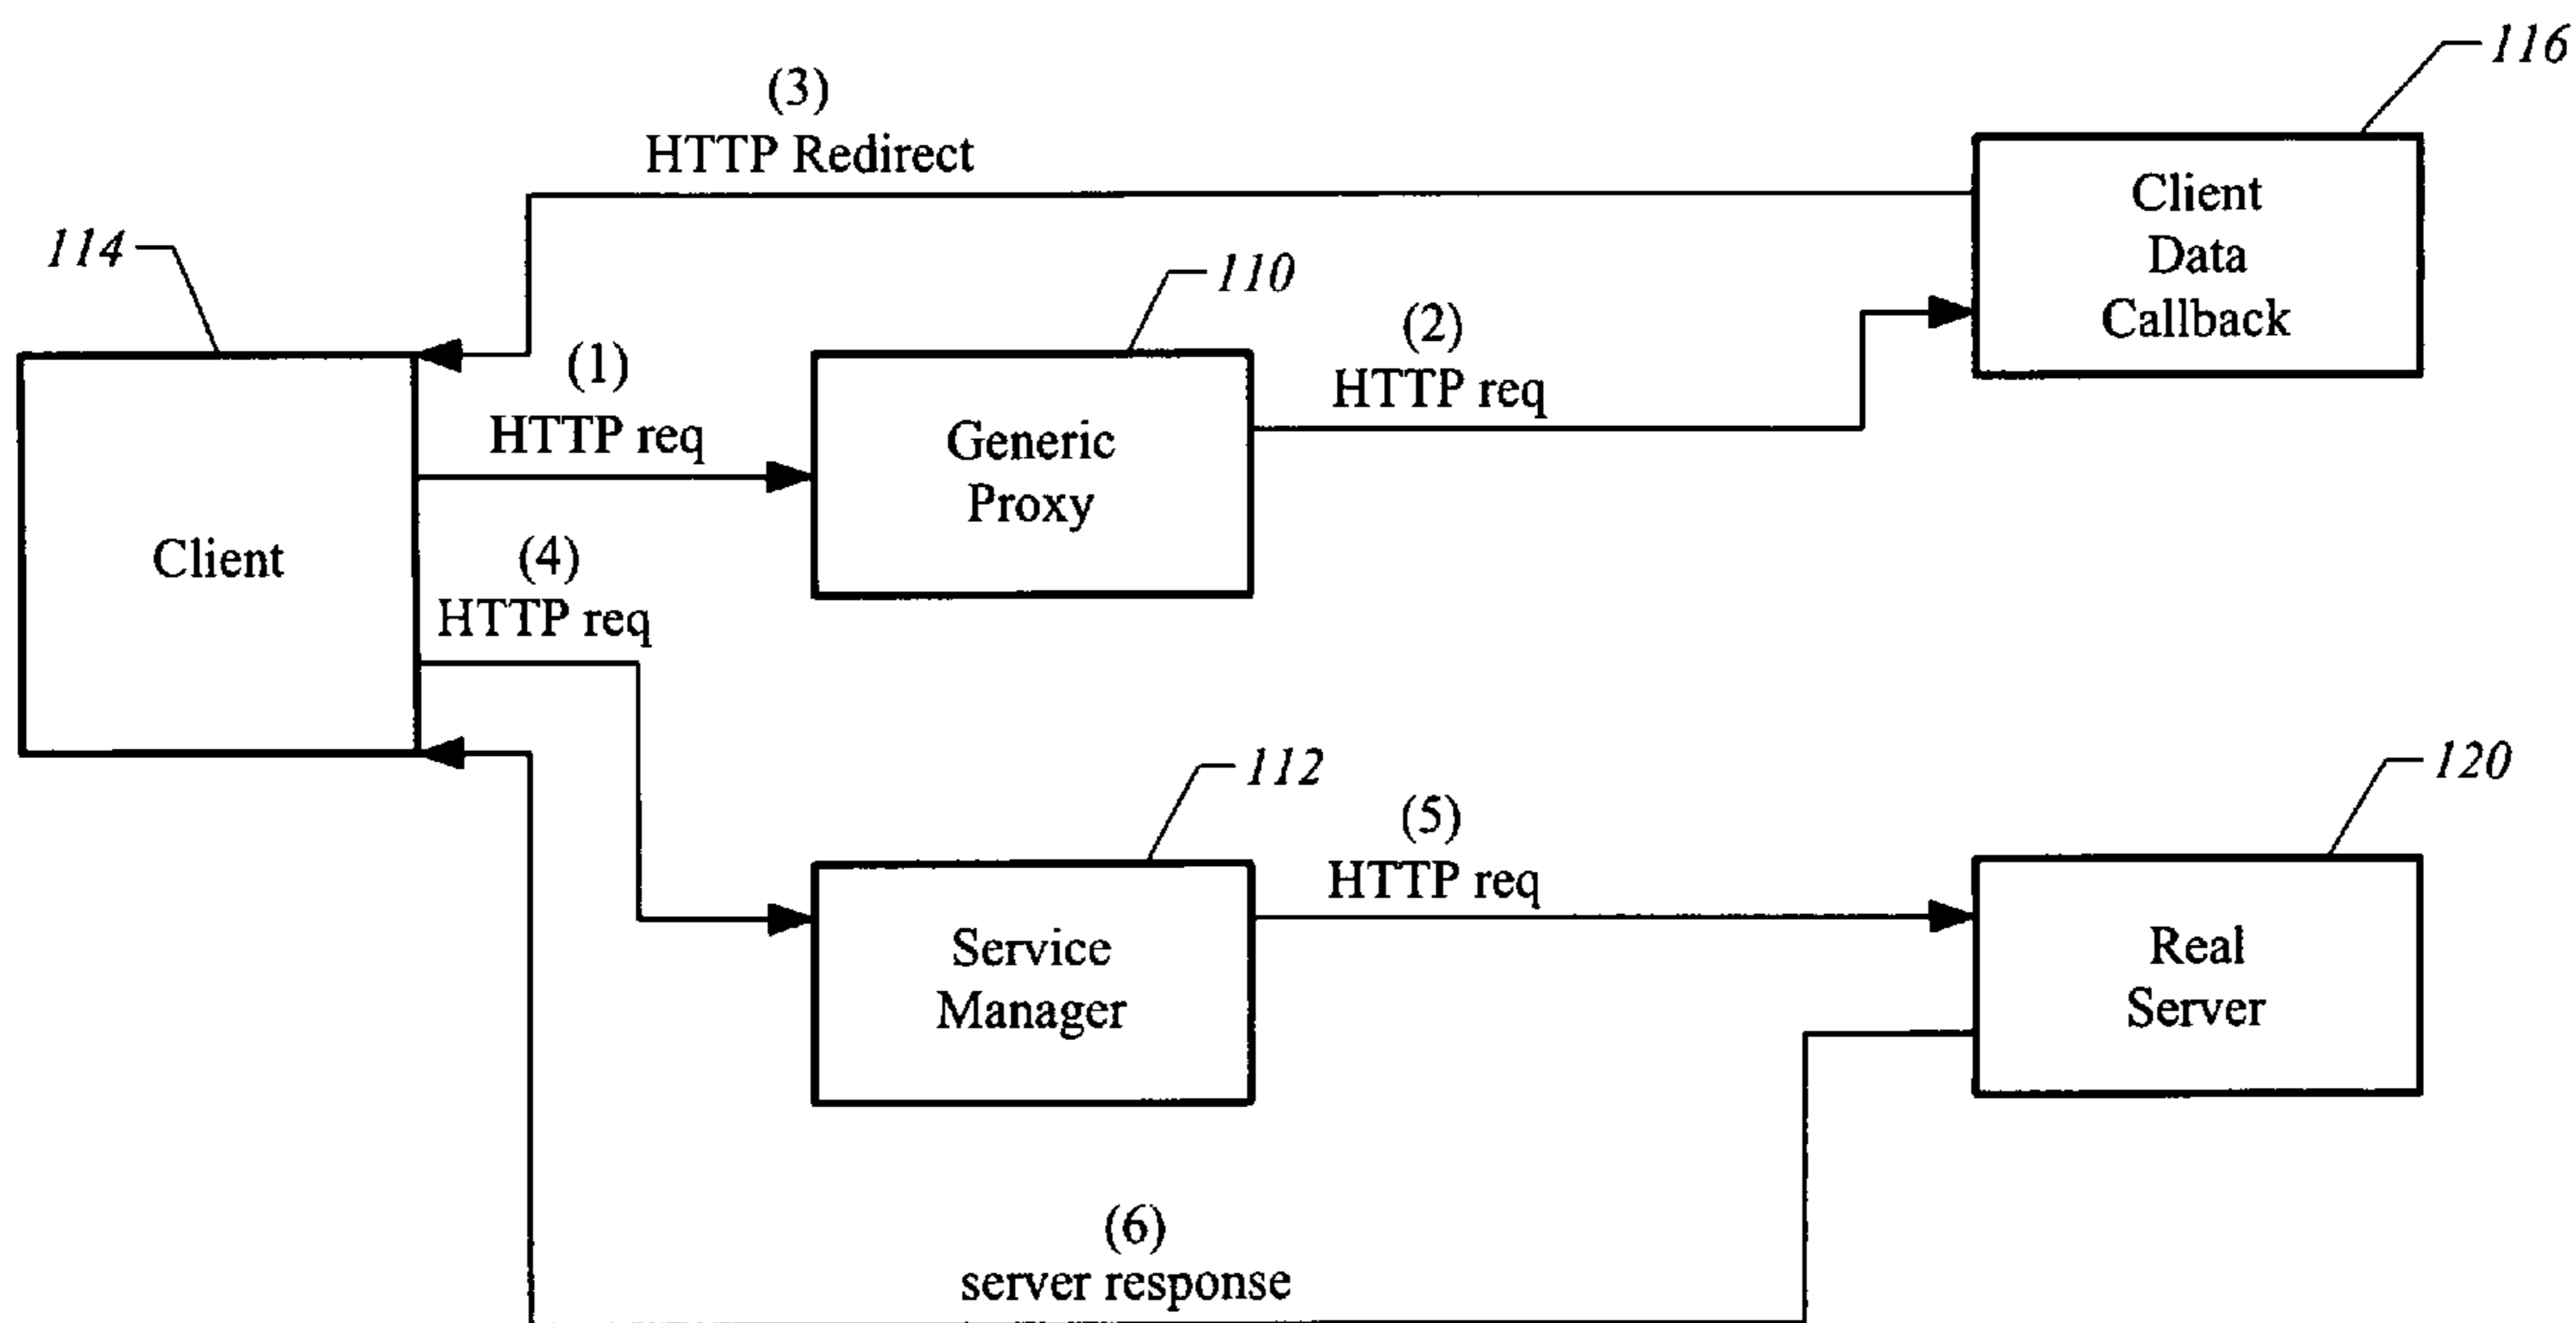 116
(3)
HTTP Redirect
Client
Data
Callback
114
110
(1)
HTTP req
(2)
HTTP req
Generic
Proxy
Client
(4)
HTTP req
112
120
(5)
HTTP req
Service
Manager
Real
Server
(6)
server response